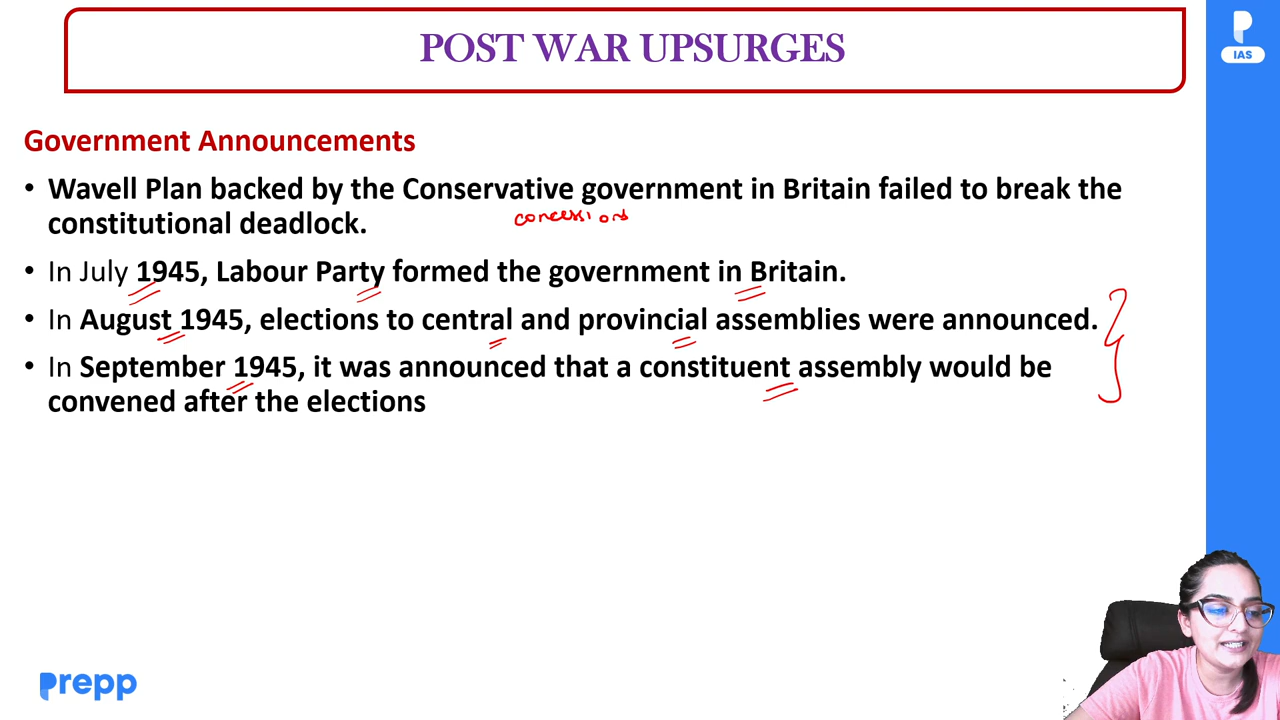 POST WAR UPSURGES
IAS
Government Announcements
• Wavell Plan backed by the Conservative government in Britain failed to break the
constitutional deadlock.
concessions
• In July 1945, Labour Party formed the government in Britain.
• In August 1945, elections to central and provincial assemblies were announced.
• In September 1945, it was announced that a constituent assembly would be
convened after the elections
prepp